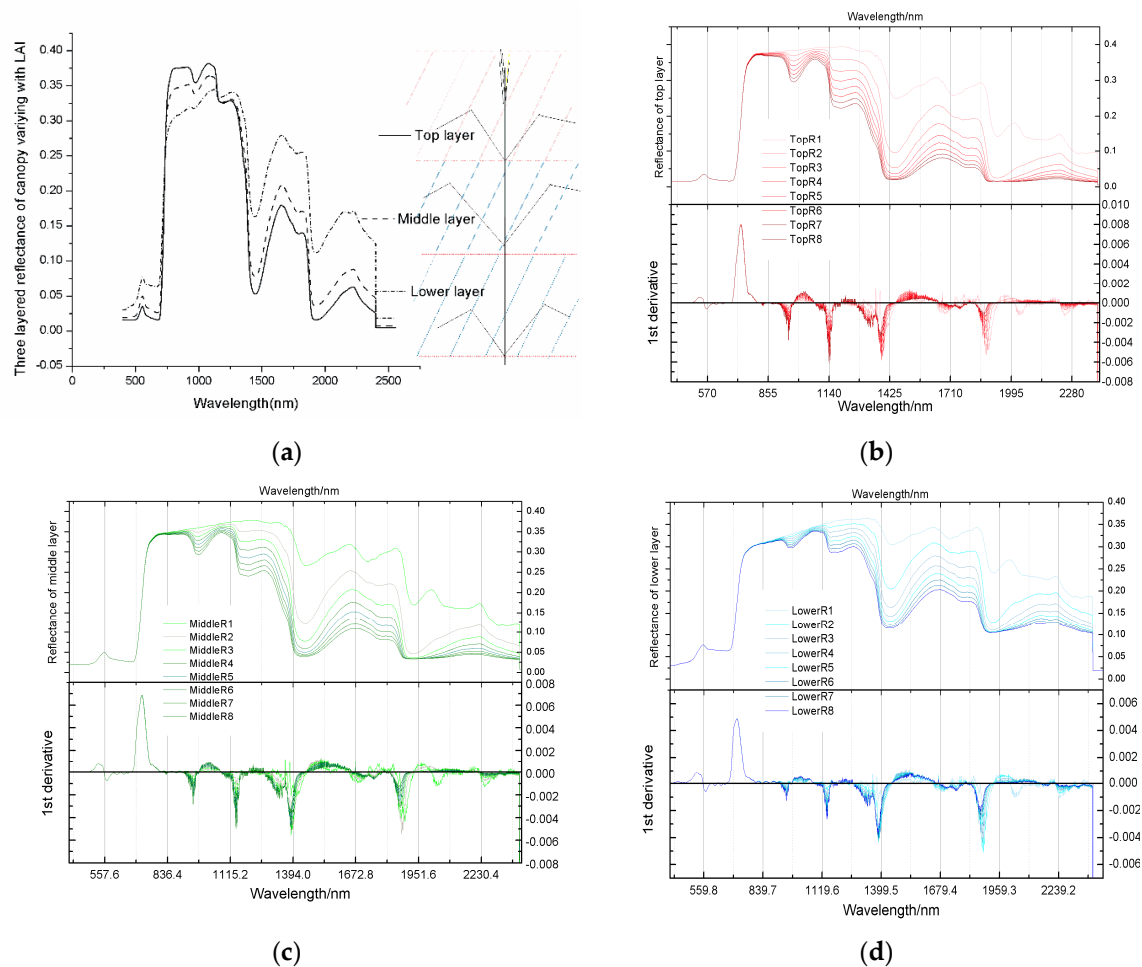 Three layered reflectance of canopy variying with LAI
0.40
0.35
0.30
0.25
0.20
0.15
0.10
0.05
0.00
-0.05
0
500
1000
1500
2000
2500
Wavelength(nm)
Top layer
Middle layer
Lower layer
(a)
Wavelength/nm
Reflectance of top layer
0.4
0.3
0.2
0.1
0.0
TopR1
TopR2
TopR3
TopR4
TopR5
TopR6
TopR7
TopR8
1st derivative
0.010
0.008
0.006
0.004
0.002
0.000
-0.002
-0.004
-0.006
-0.008
570
855
1140
1425
1710
1995
2280
Wavelength/nm
(b)
Wavelength/nm
Reflectance of middle layer
0.40
0.35
0.30
0.25
0.20
0.15
0.10
0.05
0.00
MiddleR1
MiddleR2
MiddleR3
MiddleR4
MiddleR5
MiddleR6
MiddleR7
MiddleR8
1st derivative
0.008
0.006
0.004
0.002
0.000
-0.002
-0.004
-0.006
-0.008
557.6
836.4
1115.2
1394.0
1672.8
1951.6
2230.4
Wavelength/nm
(c)
Wavelength/nm
Reflectance of lower layer
0.40
0.35
0.30
0.25
0.20
0.15
0.10
0.05
0.00
LowerR1
LowerR2
LowerR3
LowerR4
LowerR5
LowerR6
LowerR7
LowerR8
1st derivative
0.006
0.004
0.002
0.000
-0.002
-0.004
-0.006
559.8
839.7
1119.6
1399.5
1679.4
1959.3
2239.2
Wavelength/nm
(d)